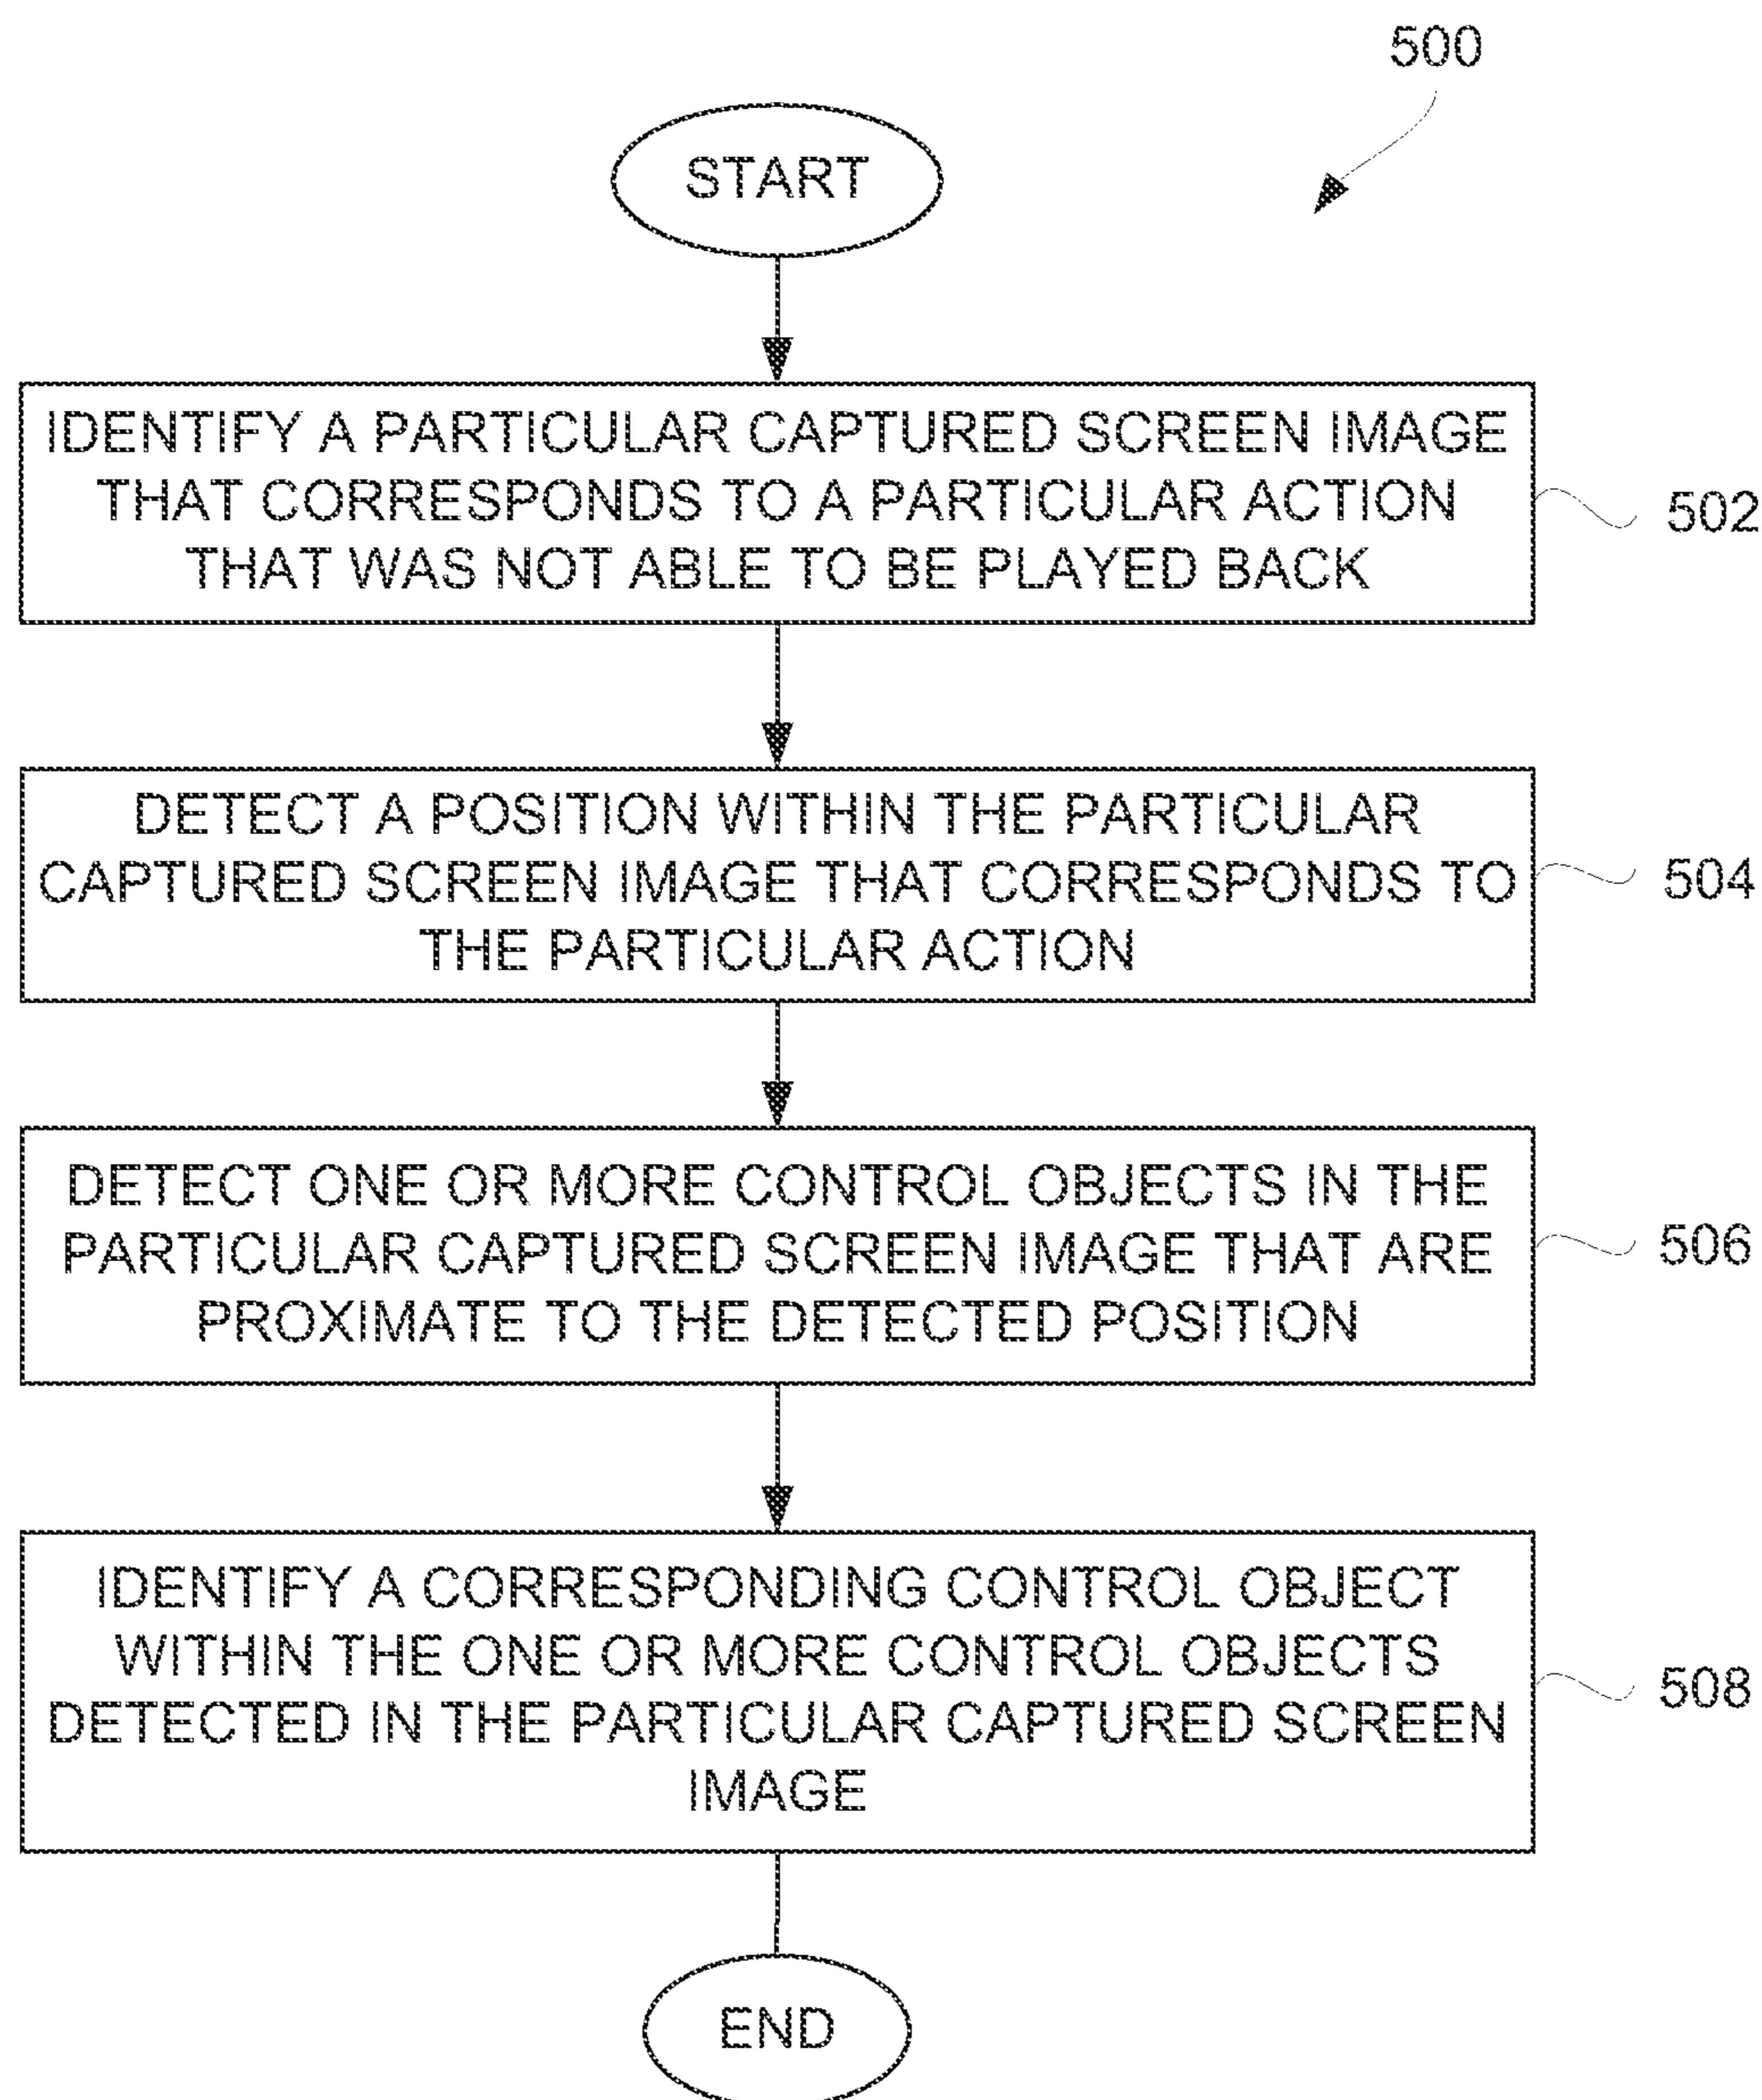 500
START
IDENTIFY A PARTICULAR CAPTURED SCREEN IMAGE
THAT CORRESPONDS TO A PARTICULAR ACTION
THAT WAS NOT ABLE TO BE PLAYED BACK
502
DETECT A POSITION WITHIN THE PARTICULAR
CAPTURED SCREEN IMAGE THAT CORRESPONDS TO
THE PARTICULAR ACTION
504
DETECT ONE OR MORE CONTROL OBJECTS IN THE
PARTICULAR CAPTURED SCREEN IMAGE THAT ARE
PROXIMATE TO THE DETECTED POSITION
506
IDENTIFY A CORRESPONDING CONTROL OBJECT
WITHIN THE ONE OR MORE CONTROL OBJECTS
DETECTED IN THE PARTICULAR CAPTURED SCREEN
IMAGE
508
END